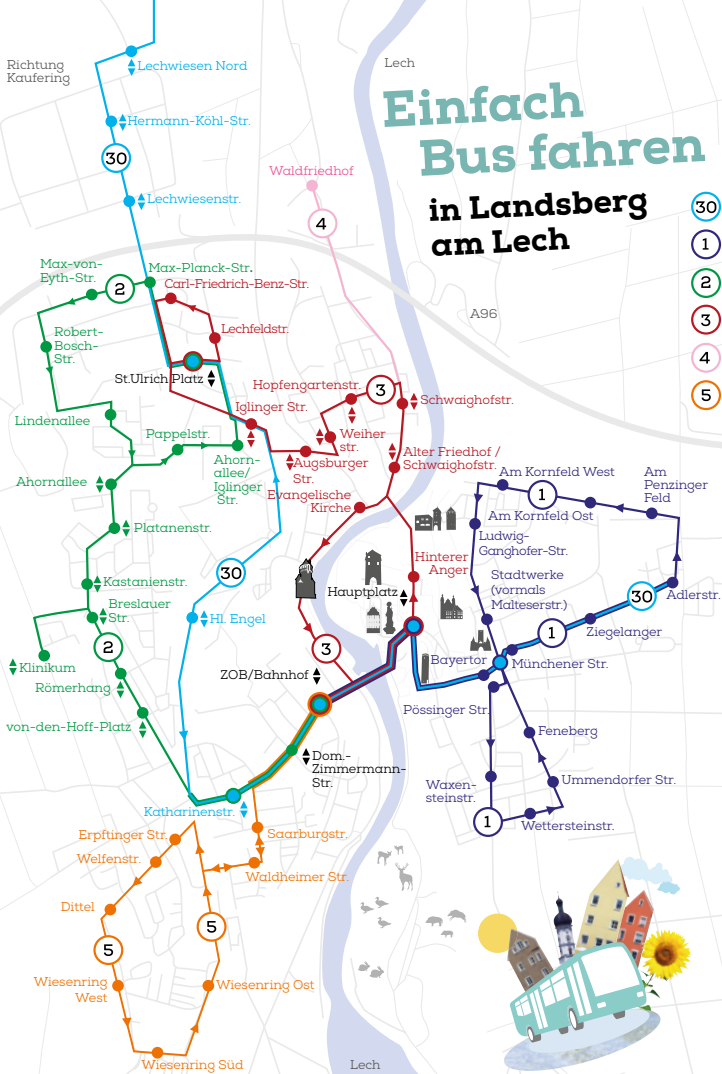 Richtung
Kaufering
Lechwiesen Nord
Lech
Einfach
Bus fahren
in Landsberg
am Lech
Hermann-Köhl-Str.
30
Lechwiesenstr.
Waldfriedhof
4
30
1
2
3
4
5
A96
Max-von-
Eyth-Str.
2
Max-Planck-Str.
Carl-Friedrich-Benz-Str.
Robert-
Bosch-
Str.
Lechfeldstr.
St.Ulrich Platz
Hopfengartenstr.
3
Schwaighofstr.
Lindenallee
Iglinger Str.
Pappelstr.
Weiher
str.
Ahorn-
allee/
Iglinger
Str.
Augsburger
Str.
Alter Friedhof /
Schwaighofstr.
Ahornallee
Evangelische
Kirche
Am Kornfeld West
Am
Penzinger
Feld
1
Am Kornfeld Ost
Platanenstr.
Ludwig-
Ganghofer-Str.
Hinterer
Anger
Kastanienstr.
30
Stadtwerke
(vormals
Malteserstr.)
Hauptplatz
30
Adlerstr.
Breslauer
Str.
Hl. Engel
1
Ziegelanger
2
3
Klinikum
Bayertor
Münchener Str.
Römerhang
ZOB/Bahnhof
Pössinger Str.
von-den-Hoff-Platz
Feneberg
Dom.-
Zimmermann-
Str.
Waxen-
steinstr.
Ummendorfer Str.
Katharinenstr.
1
Wettersteinstr.
Erpftinger Str.
Saarburgstr.
Welfenstr.
Waldheimer Str.
Dittel
5
5
Wiesenring
West
Wiesenring Ost
Wiesenring Süd
Lech